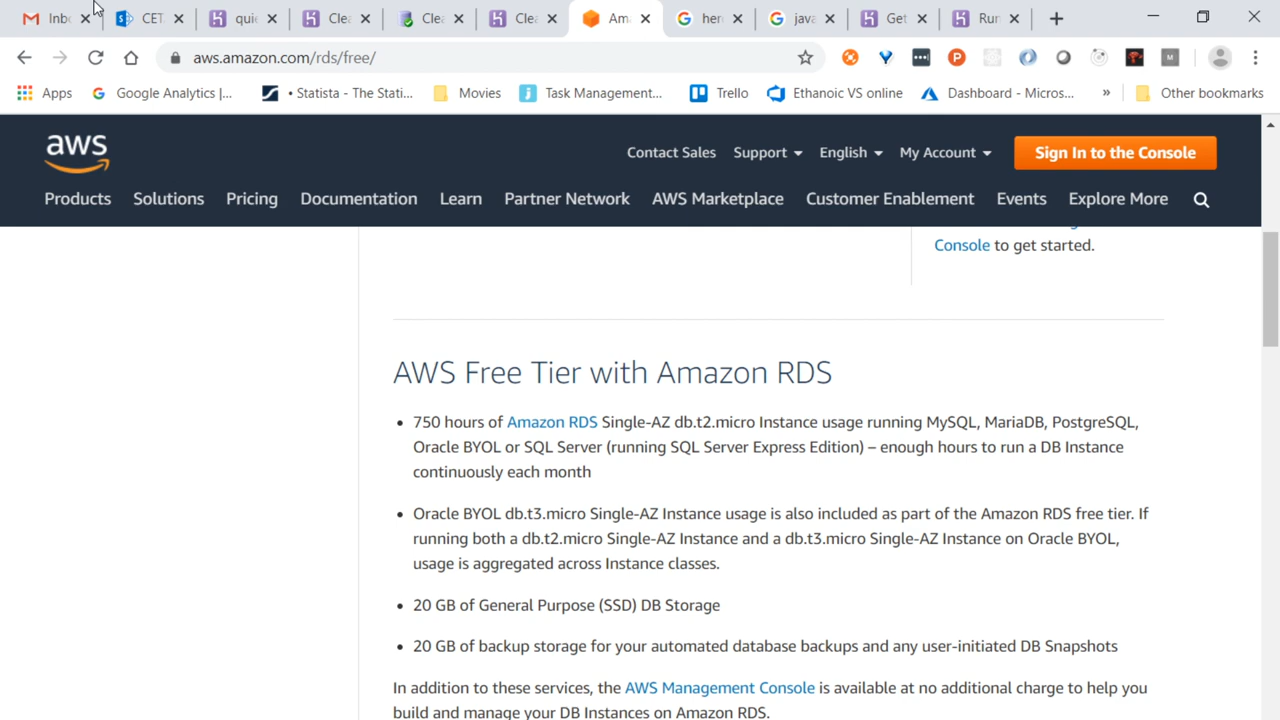 Inbo
CET
quic
Clea
Clea
Clea
Ama
hero
java
Get
Run
aws.amazon.com/rds/free/
Apps
Google Analytics |...
• Statista - The Stati...
Movies
Task Management...
Trello
Ethanoic VS online
Dashboard - Micros...
»
Other bookmarks
aws
Contact Sales
Support
English
My Account
Sign In to the Console
Products
Solutions
Pricing
Documentation
Learn
Partner Network
AWS Marketplace
Customer Enablement
Events
Explore More
Console to get started.
AWS Free Tier with Amazon RDS
• 750 hours of Amazon RDS Single-AZ db.t2.micro Instance usage running MySQL, MariaDB, PostgreSQL,
Oracle BYOL or SQL Server (running SQL Server Express Edition) – enough hours to run a DB Instance
continuously each month
• Oracle BYOL db.t3.micro Single-AZ Instance usage is also included as part of the Amazon RDS free tier. If
running both a db.t2.micro Single-AZ Instance and a db.t3.micro Single-AZ Instance on Oracle BYOL,
usage is aggregated across Instance classes.
• 20 GB of General Purpose (SSD) DB Storage
• 20 GB of backup storage for your automated database backups and any user-initiated DB Snapshots
In addition to these services, the AWS Management Console is available at no additional charge to help you
build and manage your DB Instances on Amazon RDS.